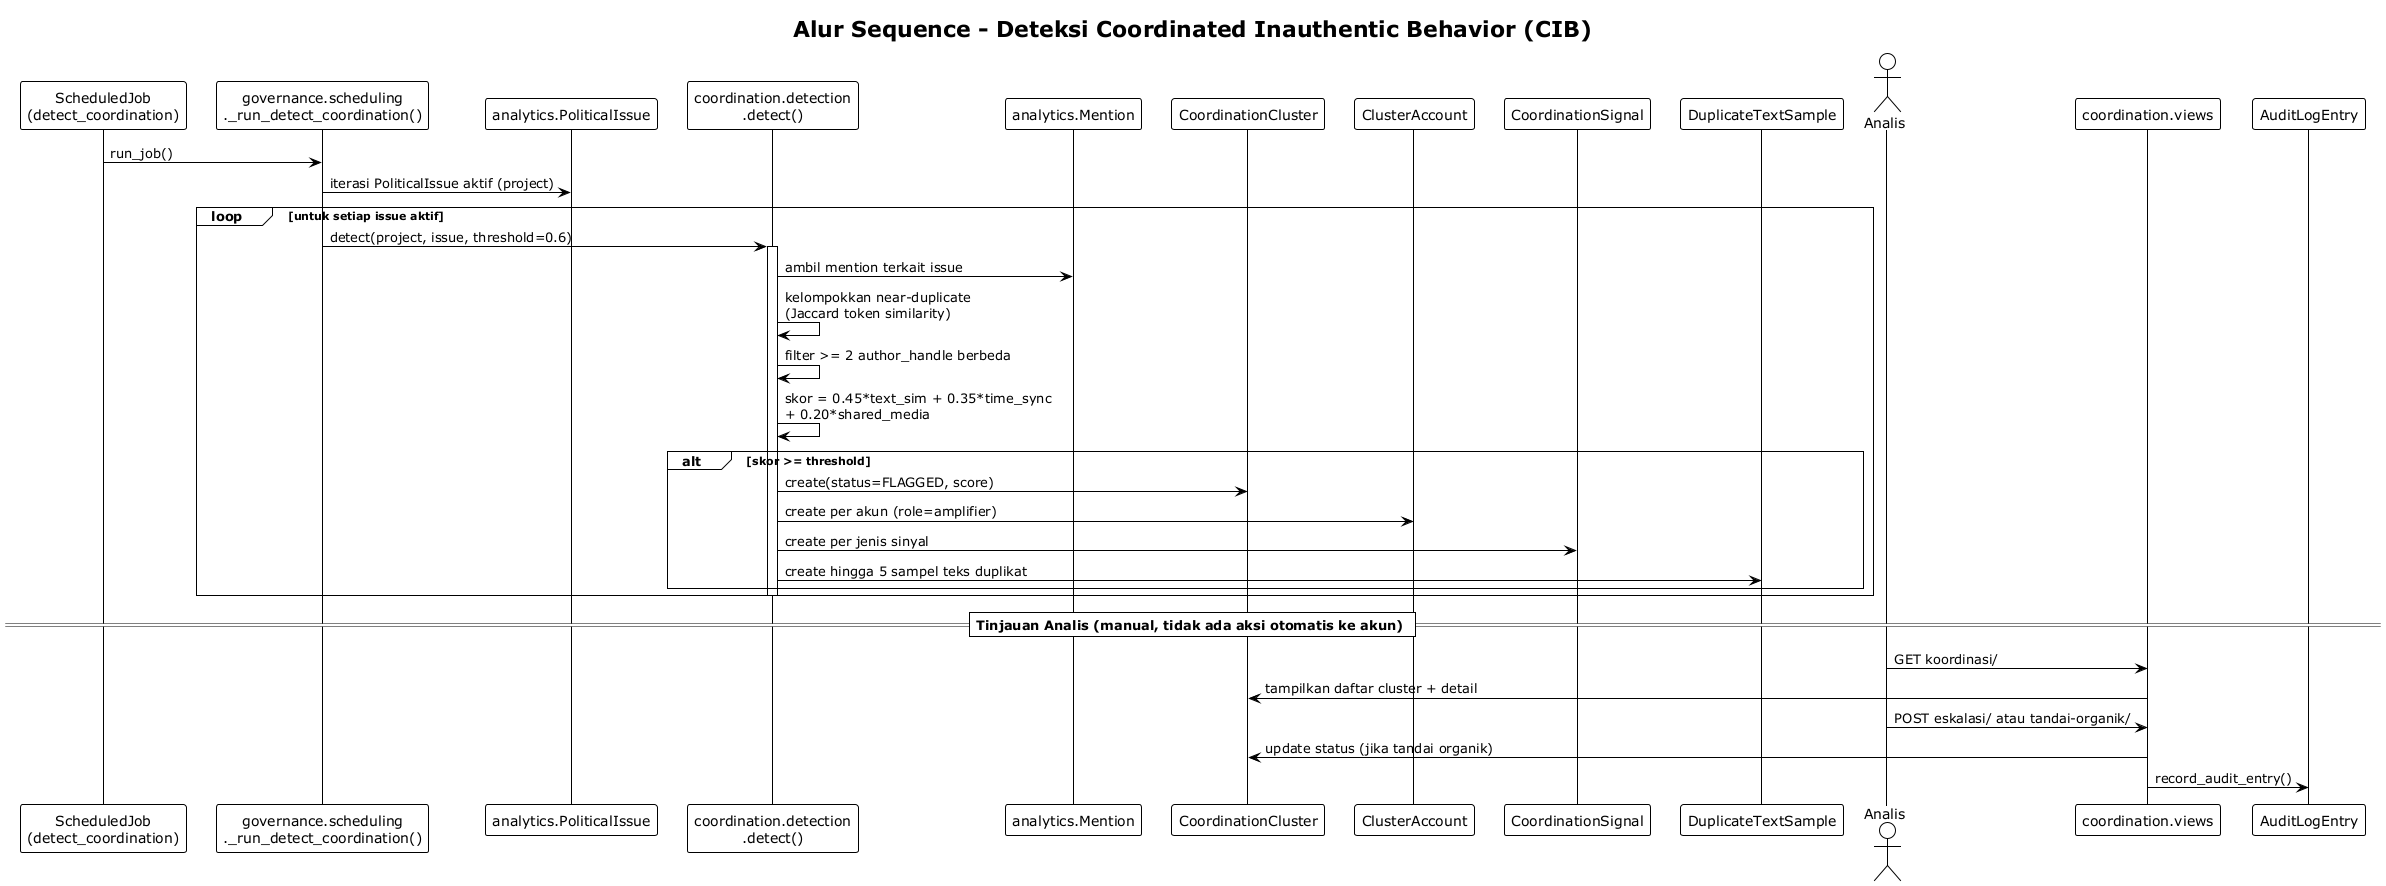 Alur Sequence - Deteksi Coordinated Inauthentic Behavior (CIB)
ScheduledJob
(detect_coordination)
governance.scheduling
._run_detect_coordination()
analytics.PoliticalIssue
coordination.detection
.detect()
analytics.Mention
CoordinationCluster
ClusterAccount
CoordinationSignal
DuplicateTextSample
Analis
coordination.views
AuditLogEntry
run_job()
iterasi PoliticalIssue aktif (project)
loop
[untuk setiap issue aktif]
detect(project, issue, threshold=0.6)
ambil mention terkait issue
kelompokkan near-duplicate
(Jaccard token similarity)
filter >= 2 author_handle berbeda
skor = 0.45*text_sim + 0.35*time_sync
+ 0.20*shared_media
alt
[skor >= threshold]
create(status=FLAGGED, score)
create per akun (role=amplifier)
create per jenis sinyal
create hingga 5 sampel teks duplikat
Tinjauan Analis (manual, tidak ada aksi otomatis ke akun)
GET koordinasi/
tampilkan daftar cluster + detail
POST eskalasi/ atau tandai-organik/
update status (jika tandai organik)
record_audit_entry()
ScheduledJob
(detect_coordination)
governance.scheduling
._run_detect_coordination()
analytics.PoliticalIssue
coordination.detection
.detect()
analytics.Mention
CoordinationCluster
ClusterAccount
CoordinationSignal
DuplicateTextSample
Analis
coordination.views
AuditLogEntry